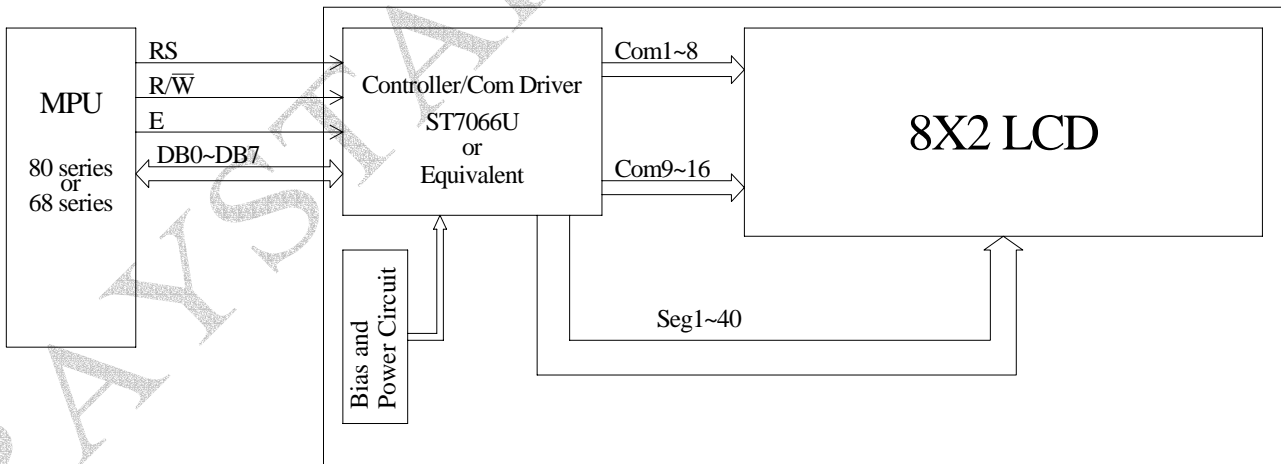 MPU
80 series
or
68 series
RS
R/W̅
E
DB0~DB7
Controller/Com Driver
ST7066U
or
Equivalent
Com1~8
Com9~16
8X2 LCD
Bias and
Power Circuit
Seg1~40